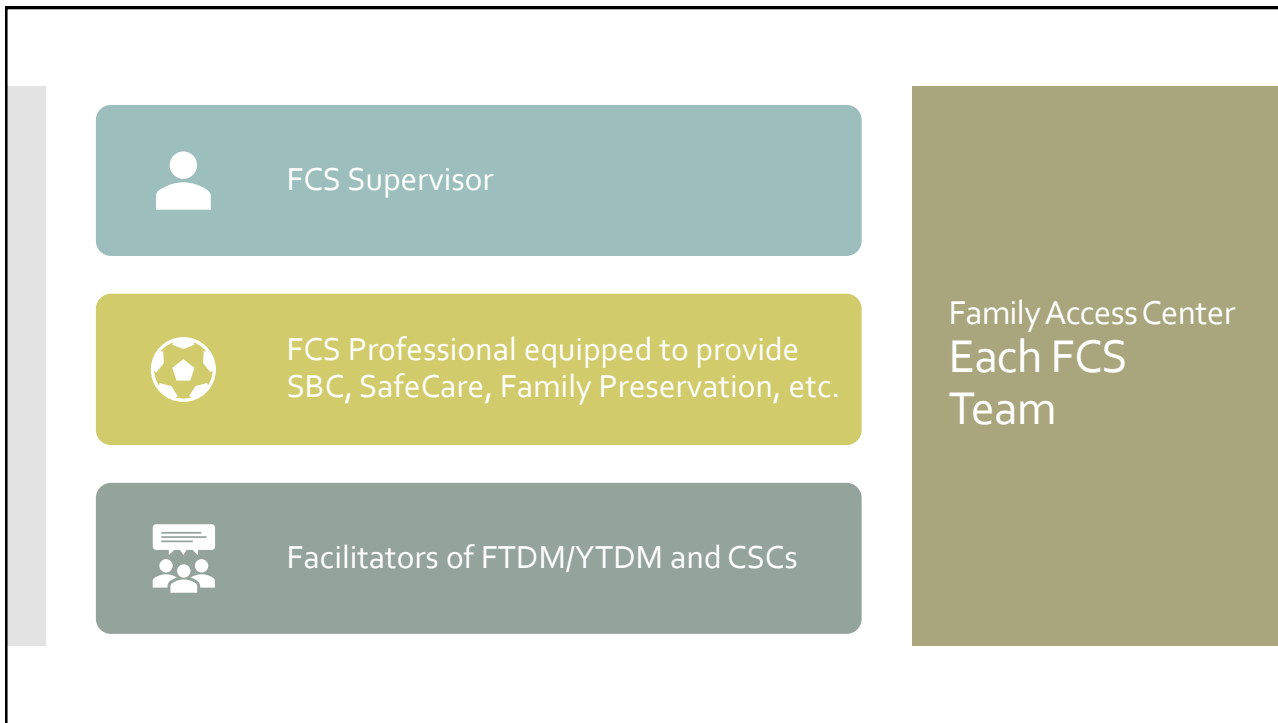 FCS Supervisor
FCS Professional equipped to provide
SBC, SafeCare, Family Preservation, etc.
Facilitators of FTDM/YTDM and CSCs
Family Access Center
Each FCS
Team